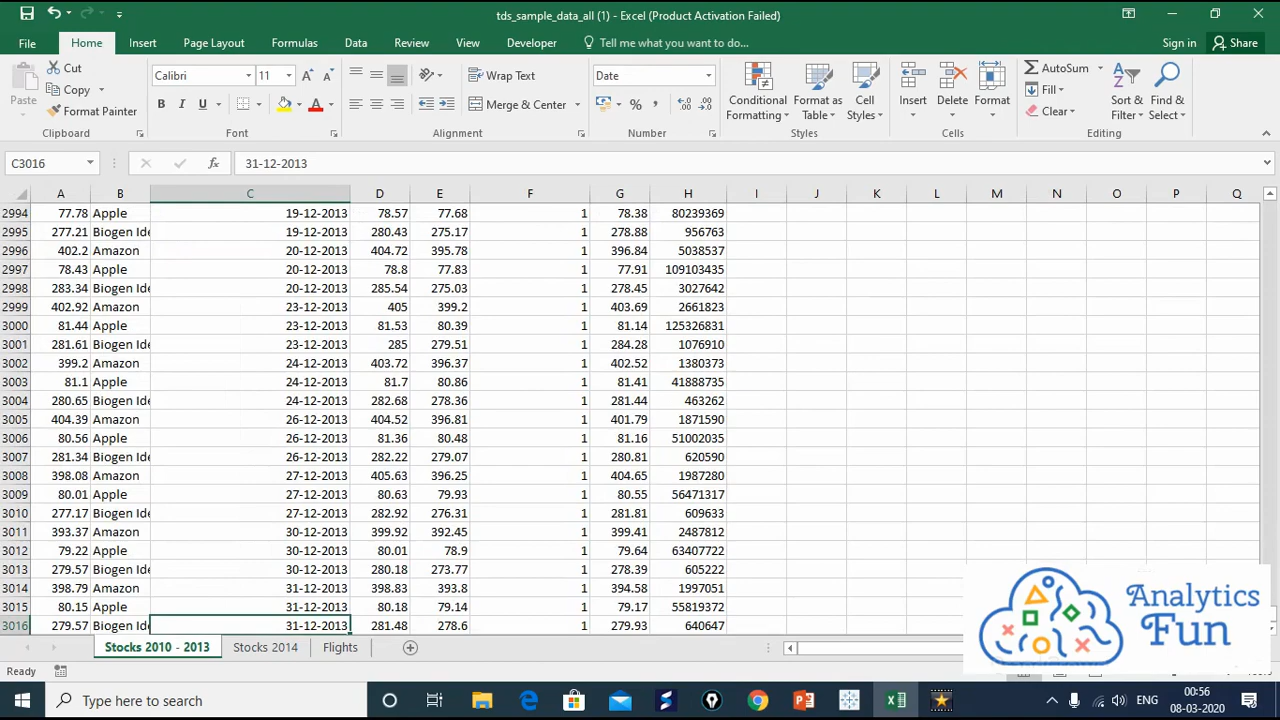 tds_sample_data_all (1) - Excel (Product Activation Failed)
File Home Insert Page Layout Formulas Data Review View Developer Tell me what you want to do... Sign in Share
Paste Cut Copy Format Painter Clipboard
Calibri 11 B I U A Font
Wrap Text Merge & Center Alignment
Date % , Number
Conditional Formatting Format as Table Cell Styles Styles
Insert Delete Format Cells
AutoSum Fill Clear Sort & Filter Find & Select Editing
C3016 fx 31-12-2013
A B C D E F G H I J K L M N O P Q
2994 77.78 Apple 19-12-2013 78.57 77.68 1 78.38 80239369
2995 277.21 Biogen Ide 19-12-2013 280.43 275.17 1 278.88 956763
2996 402.2 Amazon 20-12-2013 404.72 395.78 1 396.84 5038537
2997 78.43 Apple 20-12-2013 78.8 77.83 1 77.91 109103435
2998 283.34 Biogen Ide 20-12-2013 285.54 275.03 1 278.45 3027642
2999 402.92 Amazon 23-12-2013 405 399.2 1 403.69 2661823
3000 81.44 Apple 23-12-2013 81.53 80.39 1 81.14 125326831
3001 281.61 Biogen Ide 23-12-2013 285 279.51 1 284.28 1076910
3002 399.2 Amazon 24-12-2013 403.72 396.37 1 402.52 1380373
3003 81.1 Apple 24-12-2013 81.7 80.86 1 81.41 41888735
3004 280.65 Biogen Ide 24-12-2013 282.68 278.36 1 281.44 463262
3005 404.39 Amazon 26-12-2013 404.52 396.81 1 401.79 1871590
3006 80.56 Apple 26-12-2013 81.36 80.48 1 81.16 51002035
3007 281.34 Biogen Ide 26-12-2013 282.22 279.07 1 280.81 620590
3008 398.08 Amazon 27-12-2013 405.63 396.25 1 404.65 1987280
3009 80.01 Apple 27-12-2013 80.63 79.93 1 80.55 56471317
3010 277.17 Biogen Ide 27-12-2013 282.92 276.31 1 281.81 609633
3011 393.37 Amazon 30-12-2013 399.92 392.45 1 399.41 2487812
3012 79.22 Apple 30-12-2013 80.01 78.9 1 79.64 63407722
3013 279.57 Biogen Ide 30-12-2013 280.18 273.77 1 278.39 605222
3014 398.79 Amazon 31-12-2013 398.83 393.8 1 394.58 1997051
3015 80.15 Apple 31-12-2013 80.18 79.14 1 79.17 55819372
3016 279.57 Biogen Ide 31-12-2013 281.48 278.6 1 279.93 640647
Analytics
Fun
Stocks 2010 - 2013 Stocks 2014 Flights
Ready
Type here to search ENG 00:56
08-03-2020